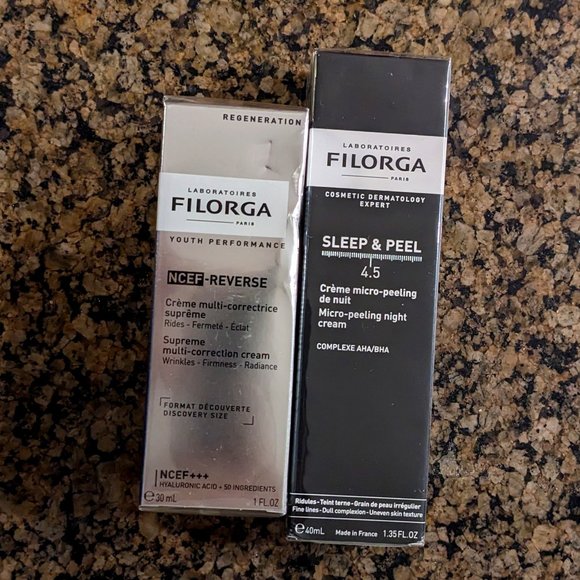 REGENERATION
LABORATOIRES
FILORGA
PARIS
YOUTH PERFORMANCE
NCEF-REVERSE
Crème multi-correctrice
suprême
Rides - Fermeté - Éclat
Supreme
multi-correction cream
Wrinkles - Firmness - Radiance
FORMAT DÉCOUVERTE
DISCOVERY SIZE
NCEF+++
HYALURONIC ACID + 50 INGREDIENTS
℮ 30 mL 1 FL.OZ
LABORATOIRES
FILORGA
PARIS
COSMETIC DERMATOLOGY
EXPERT
SLEEP & PEEL
4.5
Crème micro-peeling
de nuit
Micro-peeling night
cream
COMPLEXE AHA/BHA
Ridules-Teint terne-Grain de peau irrégulier
Fine lines-Dull complexion-Uneven skin texture
℮40mL Made in France 1.35 FL.OZ